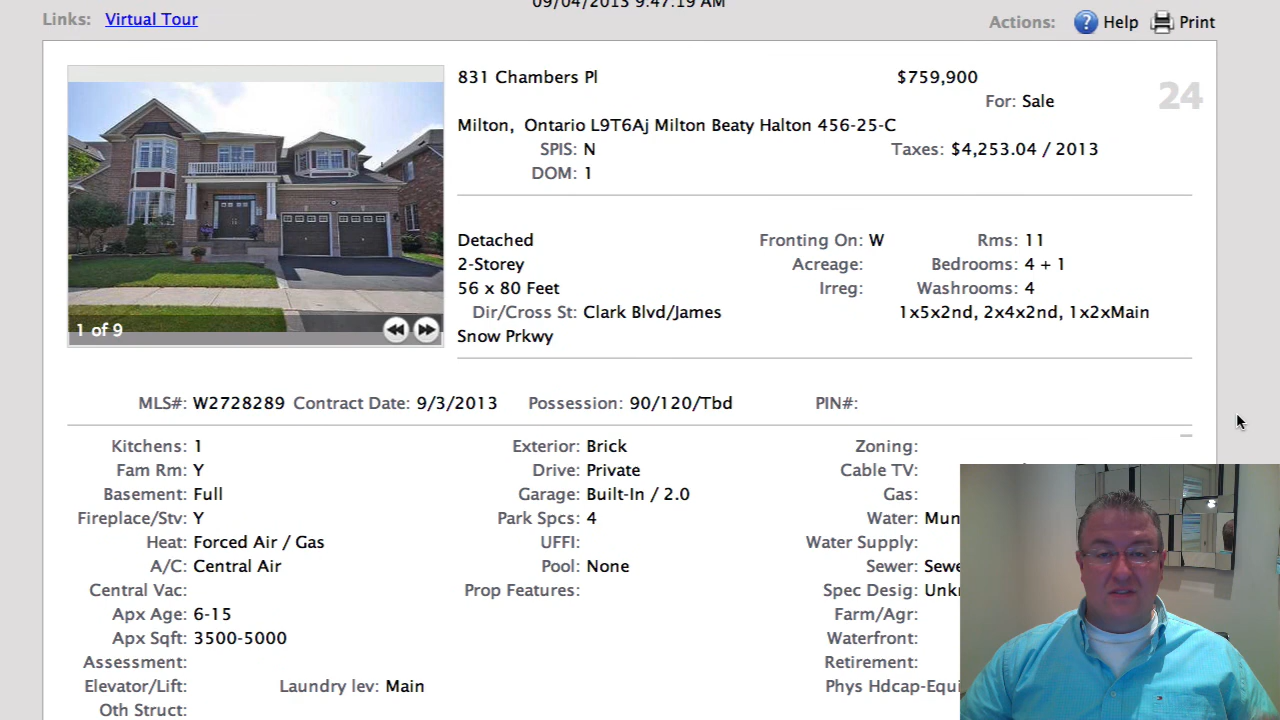 09/04/2013 9:47:19 AM
Links: Virtual Tour
Actions: Help Print
831 Chambers Pl $759,900
For: Sale 24
Milton, Ontario L9T6Aj Milton Beaty Halton 456-25-C
SPIS: N Taxes: $4,253.04 / 2013
DOM: 1
Detached Fronting On: W Rms: 11
2-Storey Acreage: Bedrooms: 4 + 1
56 x 80 Feet Irreg: Washrooms: 4
Dir/Cross St: Clark Blvd/James 1x5x2nd, 2x4x2nd, 1x2xMain
Snow Prkwy
1 of 9
MLS#: W2728289 Contract Date: 9/3/2013 Possession: 90/120/Tbd PIN#:
Kitchens: 1 Exterior: Brick Zoning:
Fam Rm: Y Drive: Private Cable TV:
Basement: Full Garage: Built-In / 2.0 Gas:
Fireplace/Stv: Y Park Spcs: 4 Water: Mun
Heat: Forced Air / Gas UFFI: Water Supply:
A/C: Central Air Pool: None Sewer: Sewe
Central Vac: Prop Features: Spec Desig: Unk
Apx Age: 6-15 Farm/Agr:
Apx Sqft: 3500-5000 Waterfront:
Assessment: Retirement:
Elevator/Lift: Laundry lev: Main Phys Hdcap-Equi
Oth Struct: